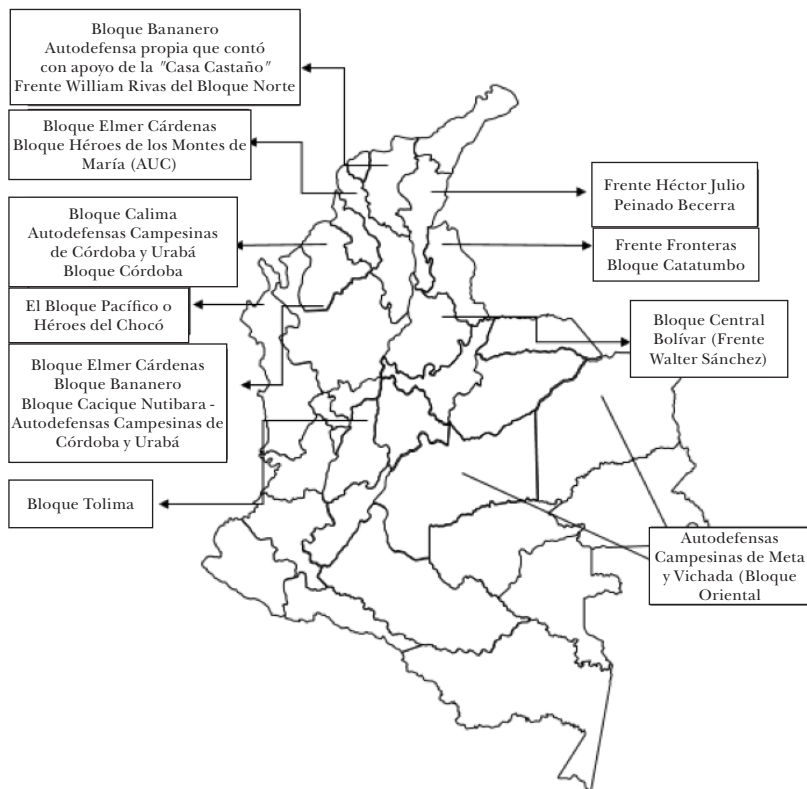 Bloque Bananero
Autodefensa propia que contó
con apoyo de la "Casa Castaño"
Frente William Rivas del Bloque Norte
Bloque Elmer Cárdenas
Bloque Héroes de los Montes de
María (AUC)
Bloque Calima
Autodefensas Campesinas
de Córdoba y Urabá
Bloque Córdoba
El Bloque Pacífico o
Héroes del Chocó
Bloque Elmer Cárdenas
Bloque Bananero
Bloque Cacique Nutibara -
Autodefensas Campesinas de
Córdoba y Urabá
Bloque Tolima
Frente Héctor Julio
Peinado Becerra
Frente Fronteras
Bloque Catatumbo
Bloque Central
Bolívar (Frente
Walter Sánchez)
Autodefensas
Campesinas de Meta
y Vichada (Bloque
Oriental